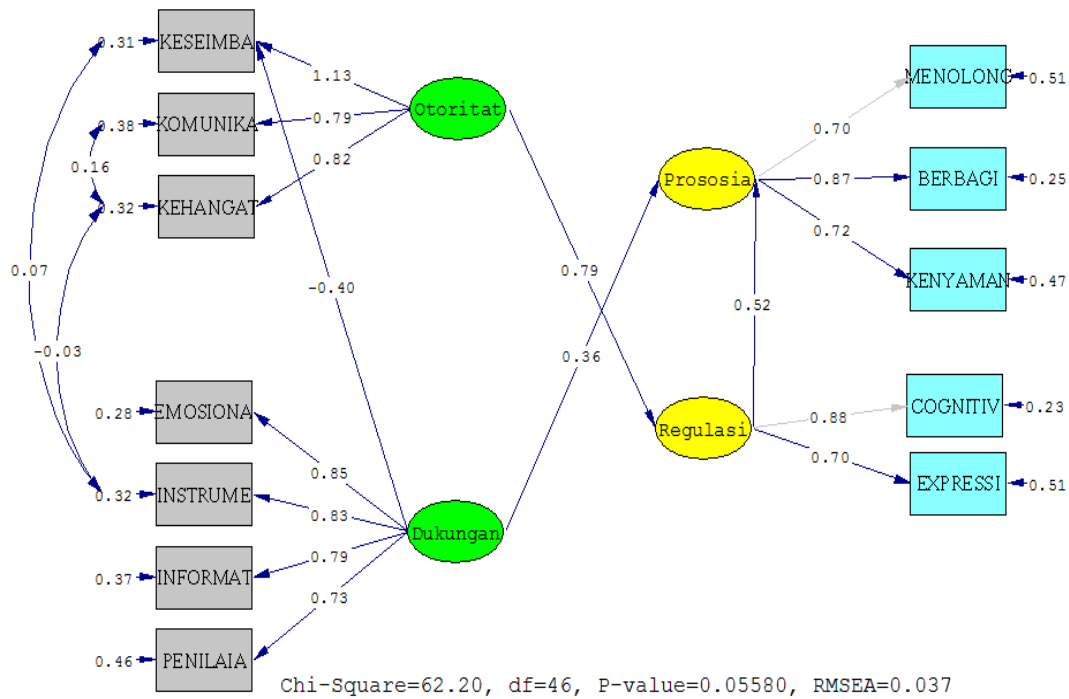 0.31
KESEIMBA
0.38
KOMUNIKA
0.16
0.32
KEHANGAT
0.07
-0.03
0.28
EMOSIONA
0.32
INSTRUME
0.37
INFORMAT
0.46
PENILAIA
1.13
0.79
0.82
-0.40
0.85
0.83
0.79
0.73
Otoritat
Dukungan
0.79
0.36
Prososia
0.52
Regulasi
0.70
0.87
0.72
0.88
0.70
MENOLONG
0.51
BERBAGI
0.25
KENYAMAN
0.47
COGNITIV
0.23
EXPRESSI
0.51
Chi-Square=62.20, df=46, P-value=0.05580, RMSEA=0.037